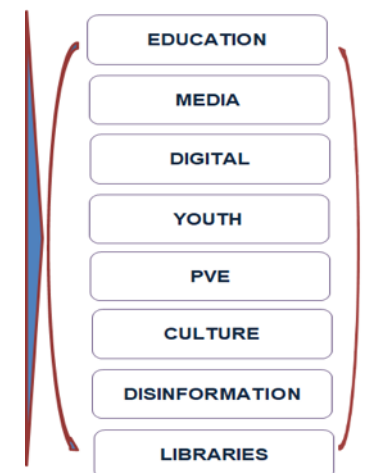 EDUCATION
MEDIA
DIGITAL
YOUTH
PVE
CULTURE
DISINFORMATION
LIBRARIES